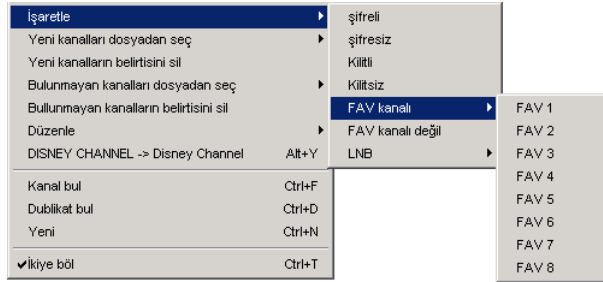 İşaretle
Yeni kanalları dosyadan seç
Yeni kanalların belirtisini sil
Bulunmayan kanalları dosyadan seç
Bullunmayan kanalların belirtisini sil
Düzenle
DISNEY CHANNEL -> Disney Channel Alt+Y
Kanal bul Ctrl+F
Dublikat bul Ctrl+D
Yeni Ctrl+N
İkiye böl Ctrl+T
şifreli
şifresiz
Kilitli
Kilitsiz
FAV kanalı
FAV kanalı değil
LNB
FAV 1
FAV 2
FAV 3
FAV 4
FAV 5
FAV 6
FAV 7
FAV 8